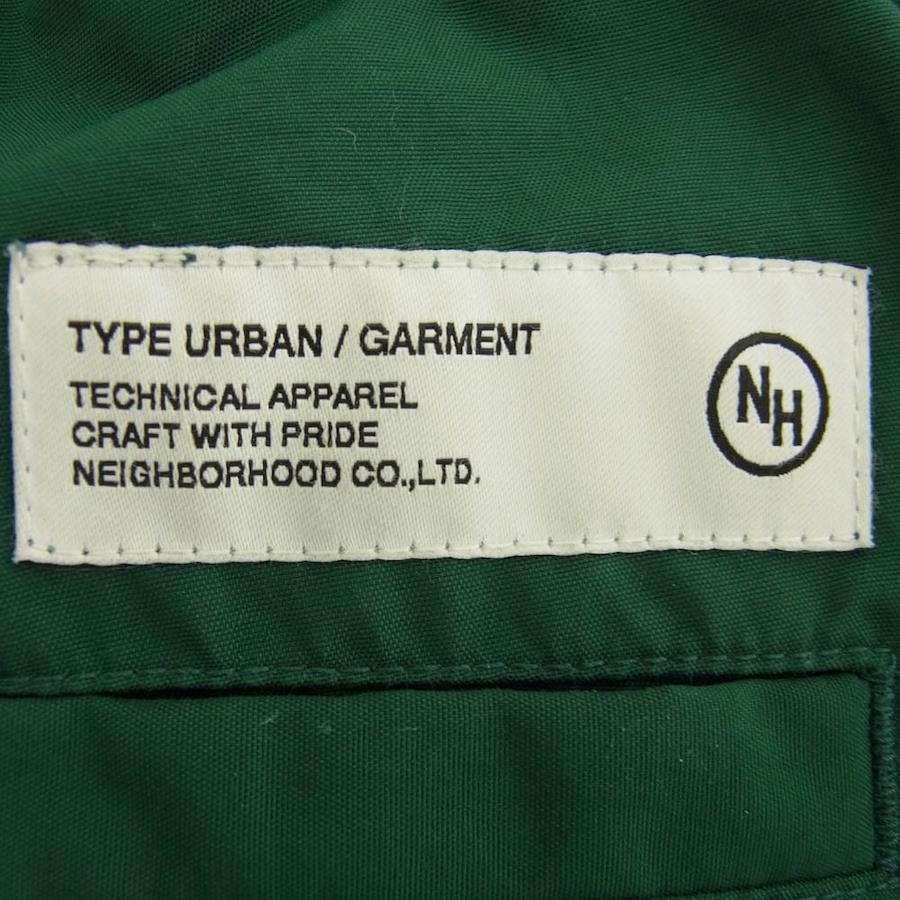 TYPE URBAN / GARMENT
TECHNICAL APPAREL
CRAFT WITH PRIDE
NEIGHBORHOOD CO.,LTD.
NH